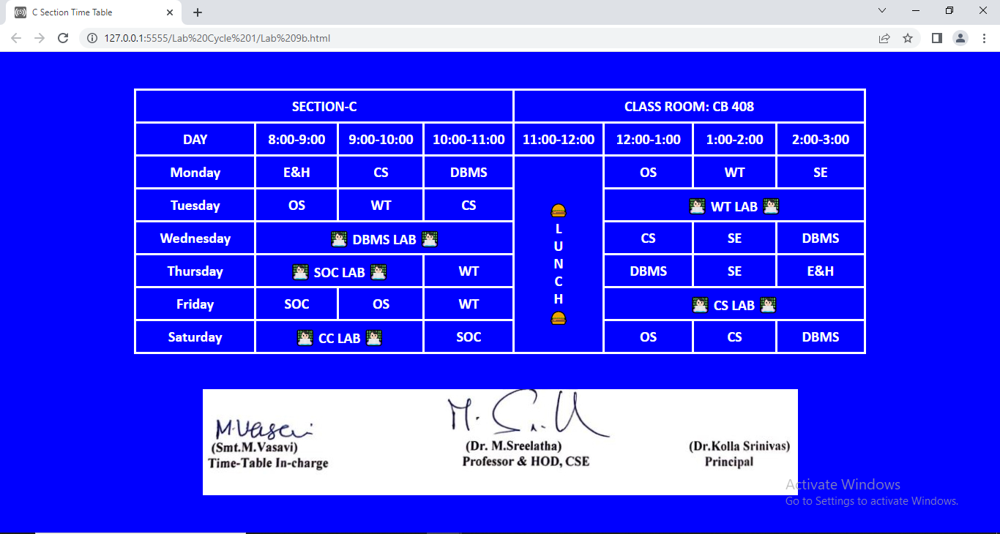 C Section Time Table
127.0.0.1:5555/Lab%20Cycle%201/Lab%209b.html
SECTION-C CLASS ROOM: CB 408
DAY 8:00-9:00 9:00-10:00 10:00-11:00 11:00-12:00 12:00-1:00 1:00-2:00 2:00-3:00
Monday E&H CS DBMS OS WT SE
Tuesday OS WT CS WT LAB
Wednesday DBMS LAB CS SE DBMS
Thursday SOC LAB WT DBMS SE E&H
Friday SOC OS WT CS LAB
Saturday CC LAB SOC OS CS DBMS
L
U
N
C
H
M.Vasavi
(Smt.M.Vasavi) (Dr. M.Sreelatha) (Dr.Kolla Srinivas)
Time-Table In-charge Professor & HOD, CSE Principal
Activate Windows
Go to Settings to activate Windows.